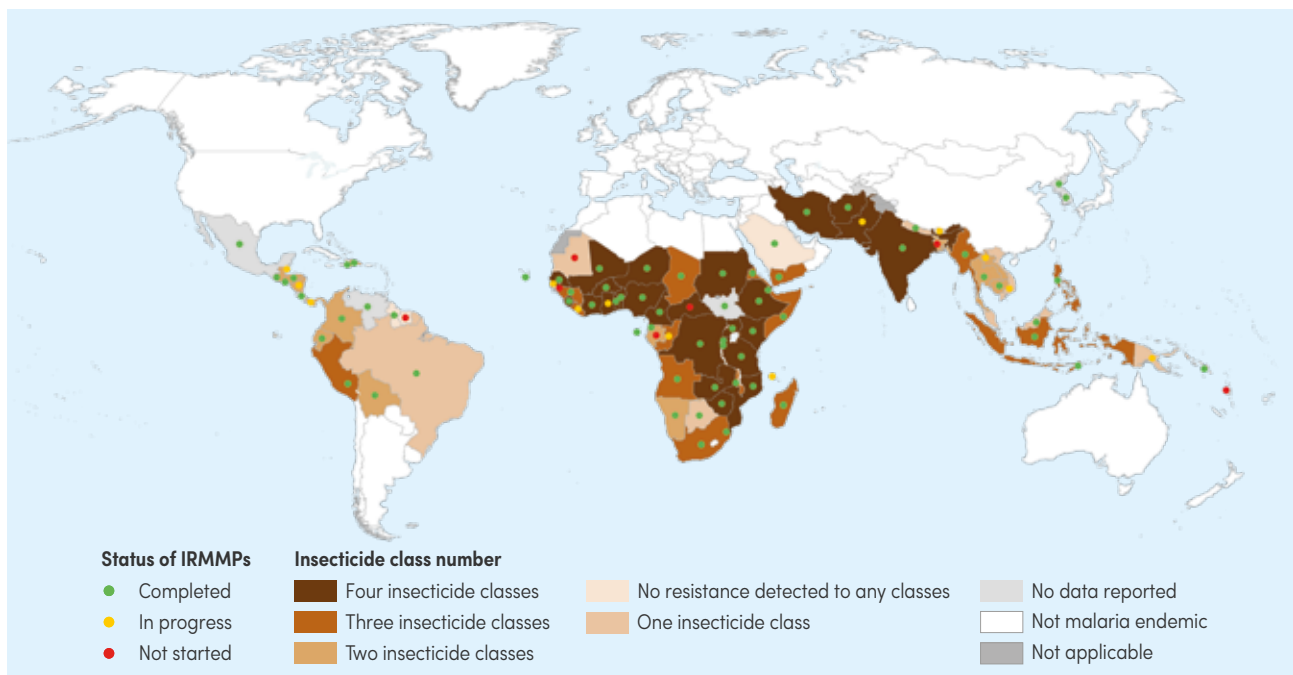 Status of IRMMPs
Completed
In progress
Not started
Insecticide class number
Four insecticide classes
Three insecticide classes
Two insecticide classes
No resistance detected to any classes
One insecticide class
No data reported
Not malaria endemic
Not applicable